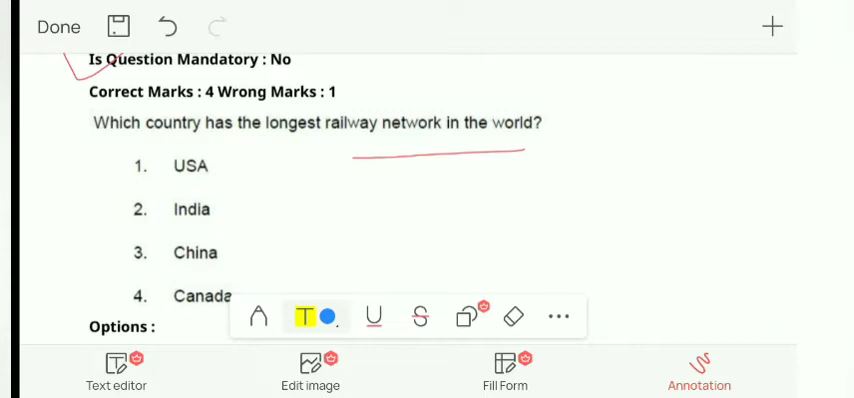 Done
Is Question Mandatory : No
Correct Marks : 4 Wrong Marks : 1
Which country has the longest railway network in the world?
1. USA
2. India
3. China
4. Canada
T U S
Options :
Text editor Edit image Fill Form Annotation